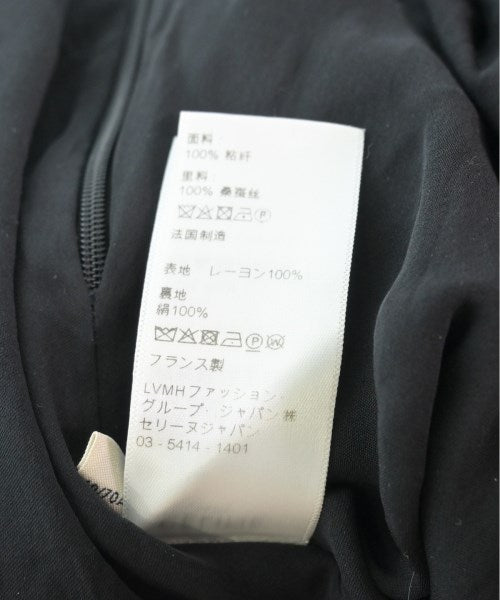 面料:
100% 粘纤
里料:
100% 桑蚕丝
法国制造
表地 レーヨン100%
裏地
絹100%
フランス製
LVMHファッション・
グループ・ジャパン㈱
セリーヌジャパン
03 - 5414 - 1401